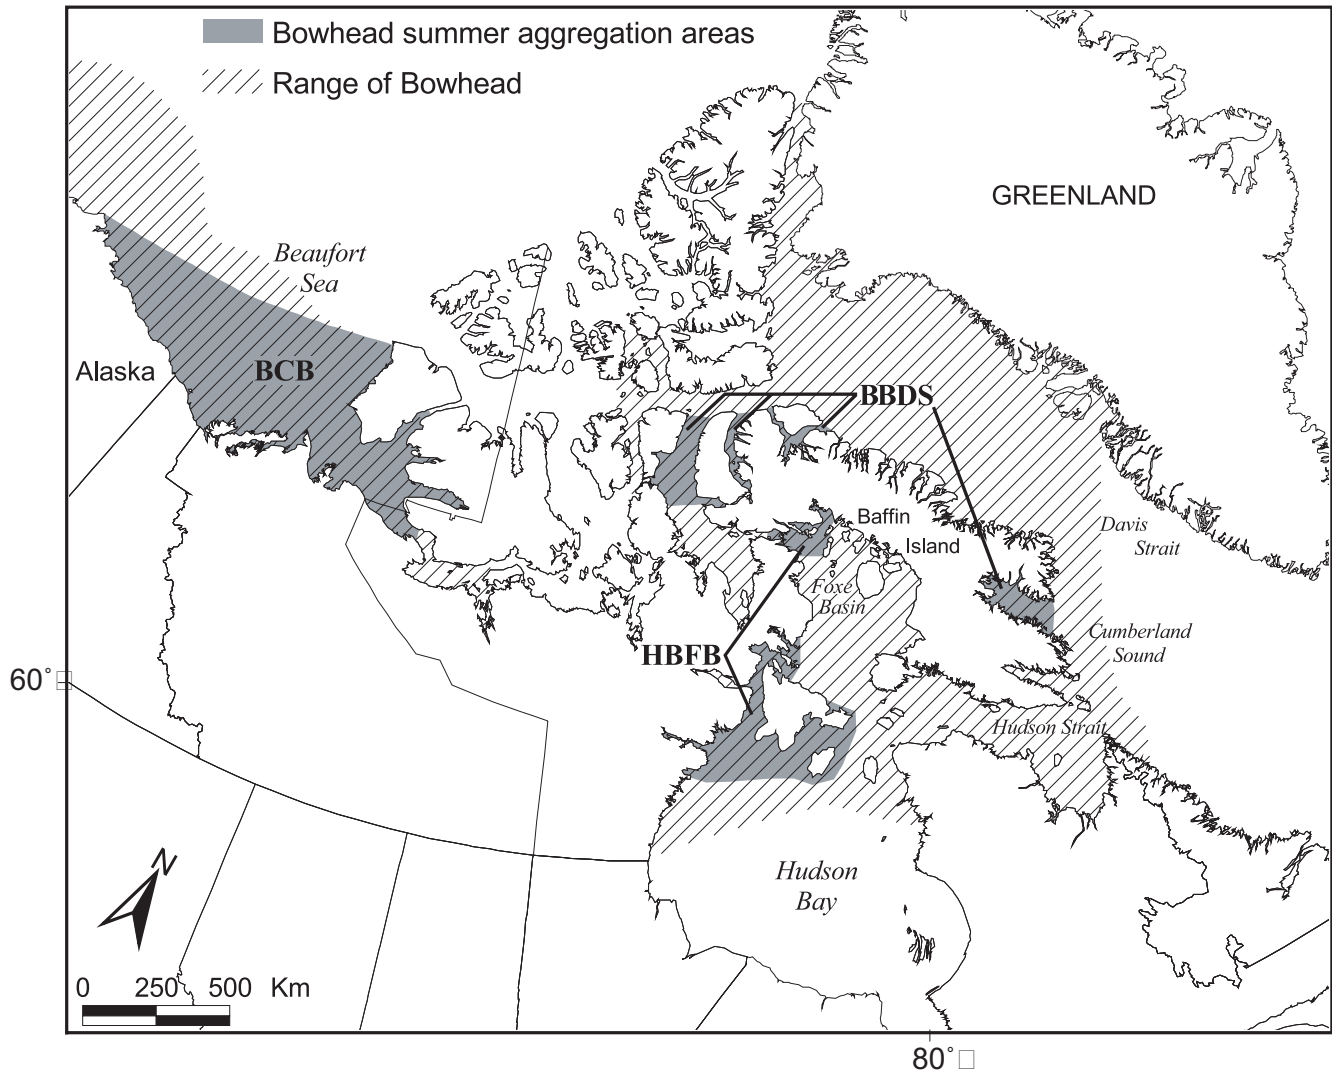 Bowhead summer aggregation areas
Range of Bowhead
GREENLAND
Beaufort
Sea
Alaska
BCB
BBDS
Baffin
Island
Davis
Strait
Foxe
Basin
Cumberland
Sound
HBFB
60°
Hudson Strait
Hudson
Bay
N
0 250 500 Km
80°